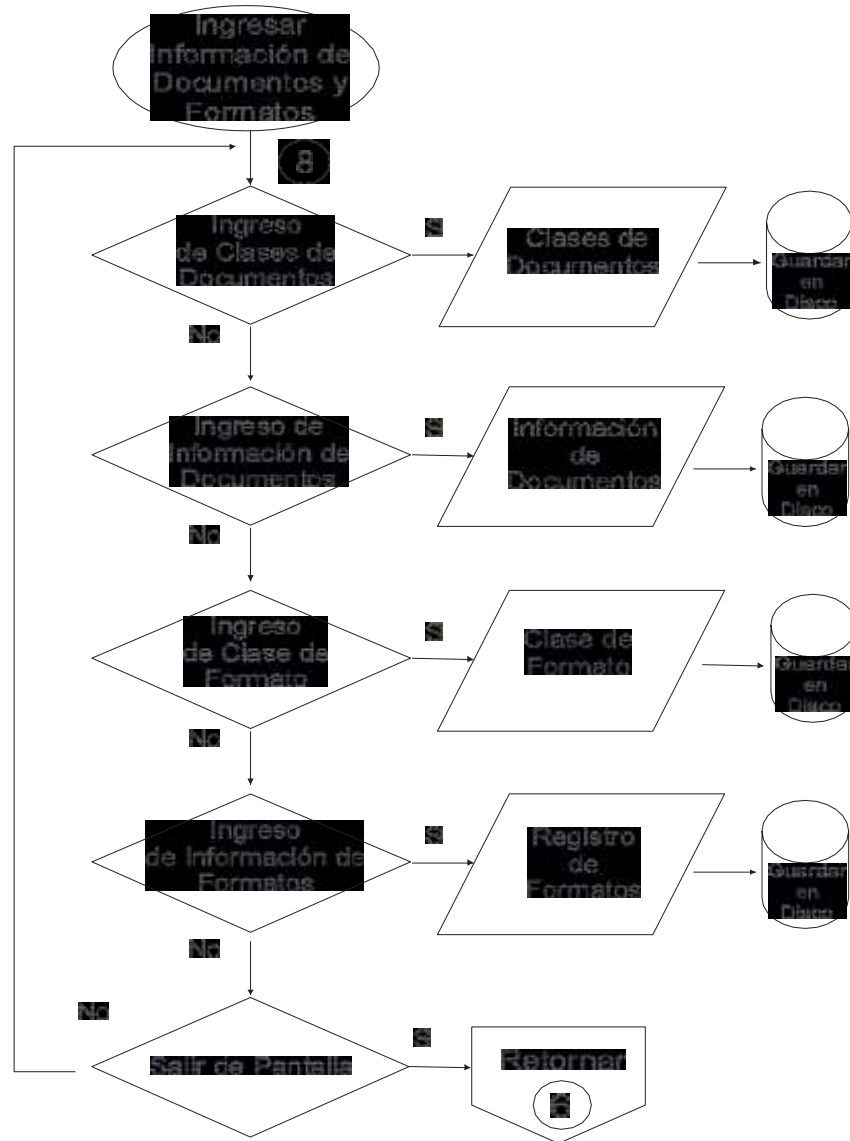 Ingresar
Información de
Documentos y
Formatos
8
Ingreso
de Clases de
Documentos
Si
Clases de
Documentos
Guardar
en
Disco
No
Ingreso de
Información de
Documentos
Si
Información
de
Documentos
Guardar
en
Disco
No
Ingreso
de Clase de
Formato
Si
Clase de
Formato
Guardar
en
Disco
No
Ingreso
de Información de
Formatos
Si
Registro
de
Formatos
Guardar
en
Disco
No
No
Salir de Pantalla
Si
Retornar
6